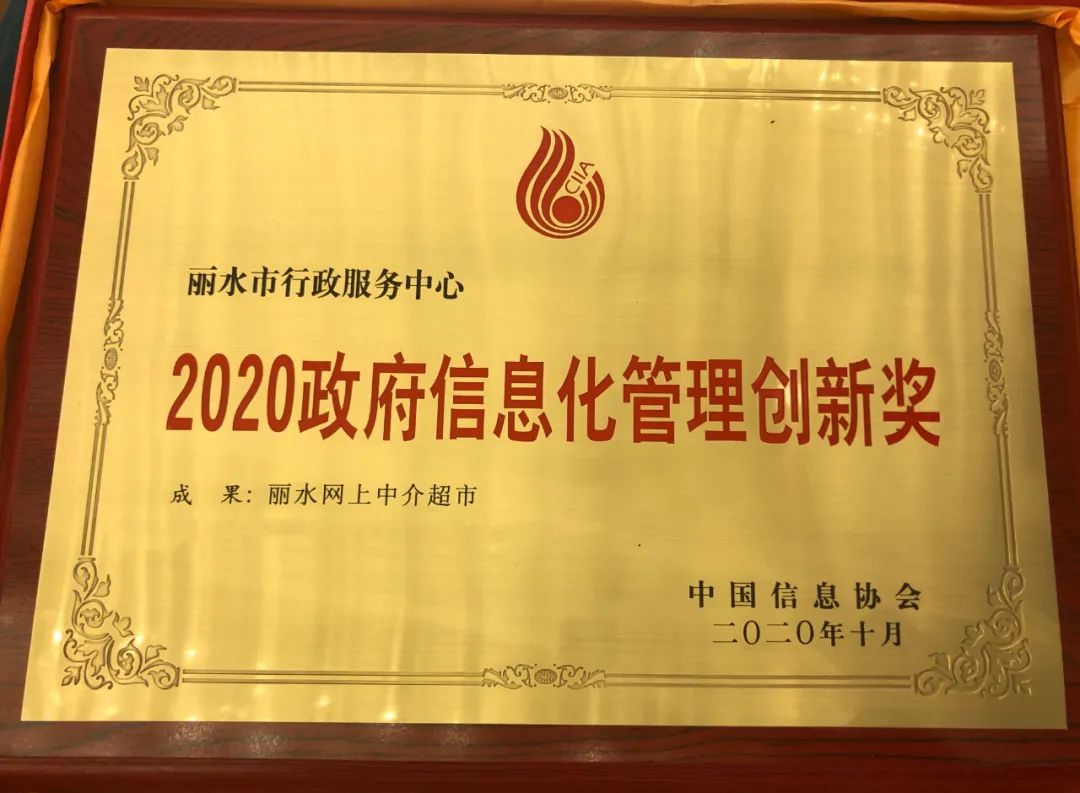 CIIA
丽水市行政服务中心
2020政府信息化管理创新奖
成 果：丽水网上中介超市
中国信息协会
二〇二〇年十月